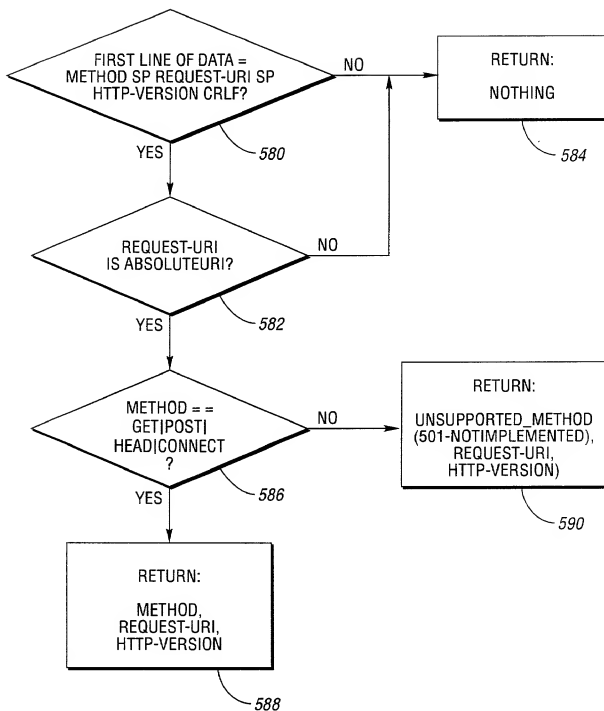 FIRST LINE OF DATA =
METHOD SP REQUEST-URI SP
HTTP-VERSION CRLF?
NO
YES
580
RETURN:
NOTHING
584
REQUEST-URI
IS ABSOLUTEURI?
NO
YES
582
METHOD ==
GET|POST|
HEAD|CONNECT
?
NO
YES
586
RETURN:
UNSUPPORTED_METHOD
(501-NOTIMPLEMENTED),
REQUEST-URI,
HTTP-VERSION)
590
RETURN:
METHOD,
REQUEST-URI,
HTTP-VERSION
588